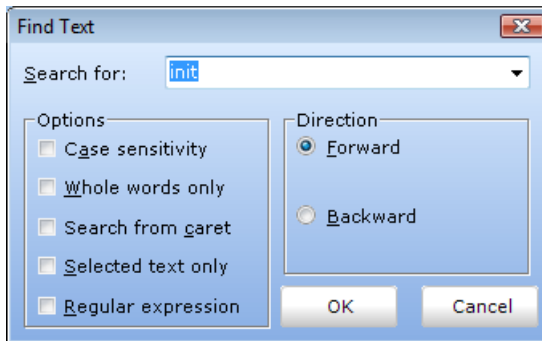 Find Text
Search for: init
Options
Case sensitivity
Whole words only
Search from caret
Selected text only
Regular expression
Direction
Forward
Backward
OK Cancel